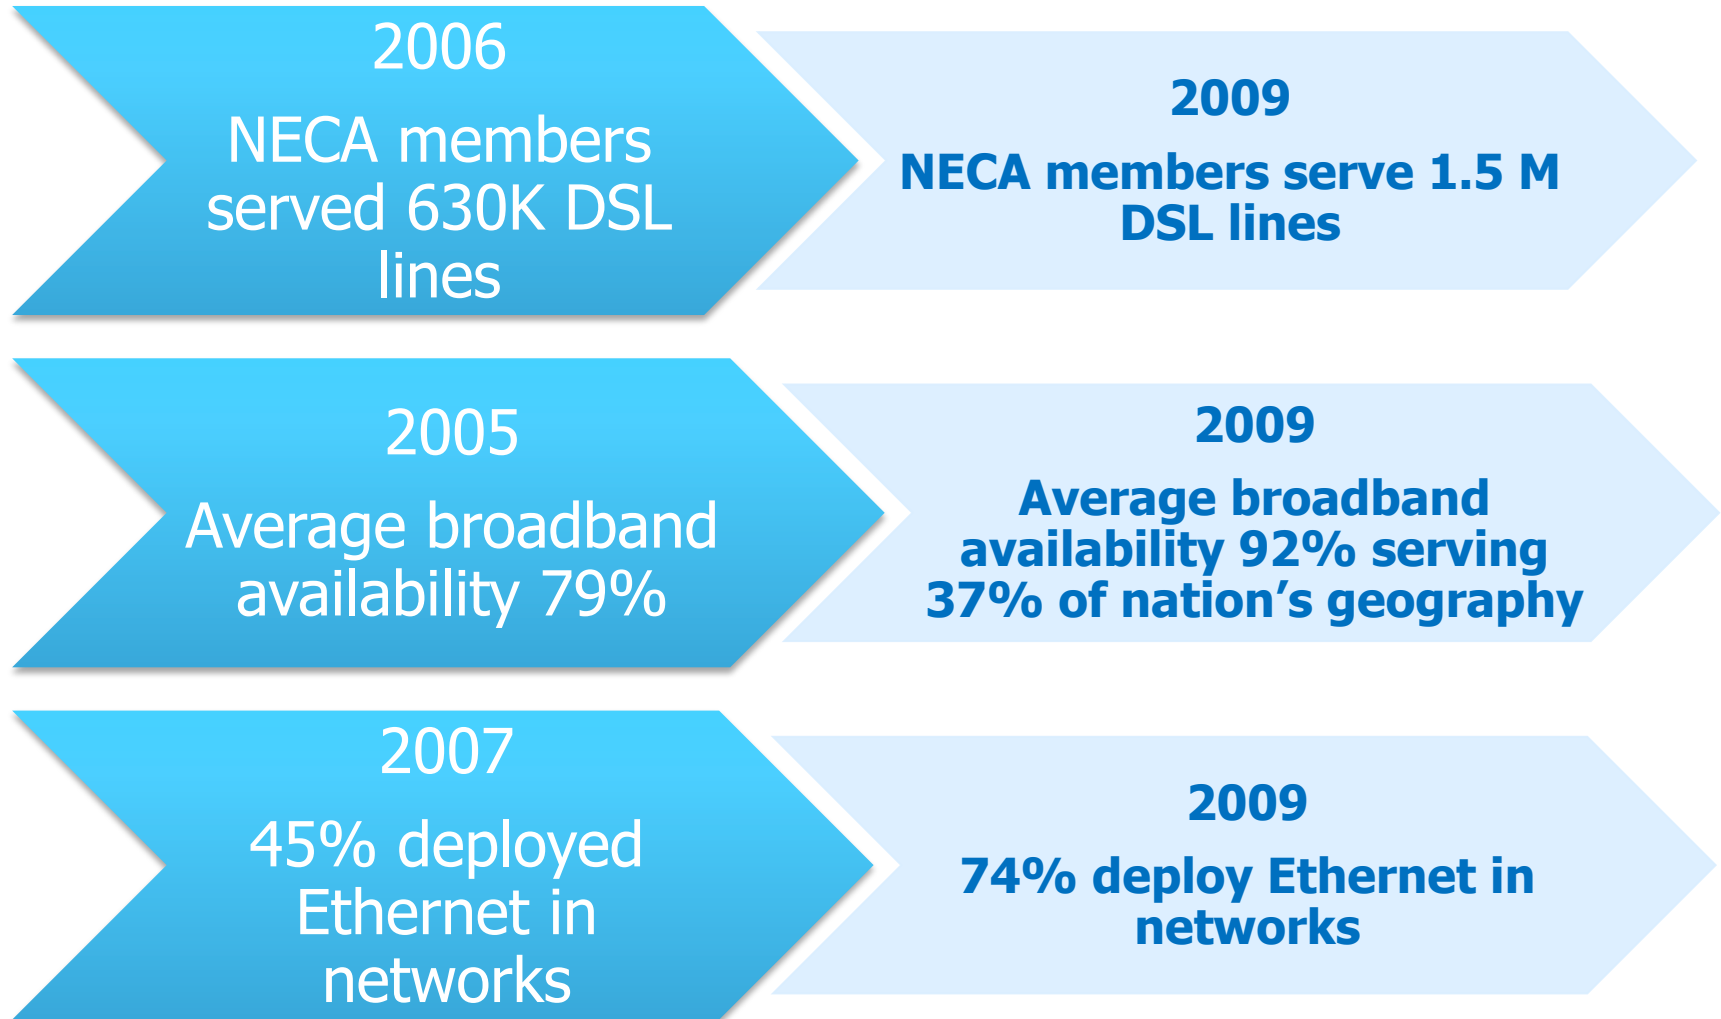 2006
NECA members
served 630K DSL
lines
2009
NECA members serve 1.5 M
DSL lines
2005
Average broadband
availability 79%
2009
Average broadband
availability 92% serving
37% of nation’s geography
2007
45% deployed
Ethernet in
networks
2009
74% deploy Ethernet in
networks